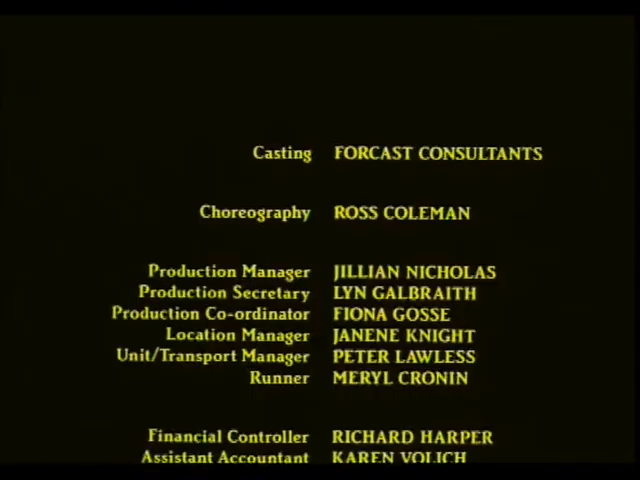 Casting FORCAST CONSULTANTS
Choreography ROSS COLEMAN
Production Manager JILLIAN NICHOLAS
Production Secretary LYN GALBRAITH
Production Co-ordinator FIONA GOSSE
Location Manager JANENE KNIGHT
Unit/Transport Manager PETER LAWLESS
Runner MERYL CRONIN
Financial Controller RICHARD HARPER
Assistant Accountant KAREN VOLICH